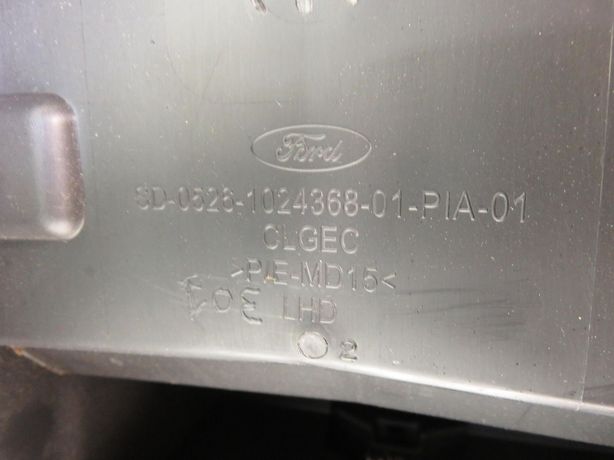 Ford
SD-0526-1024368-01-PIA-01
CLGEC
>P/E-MD15<
LHD
2